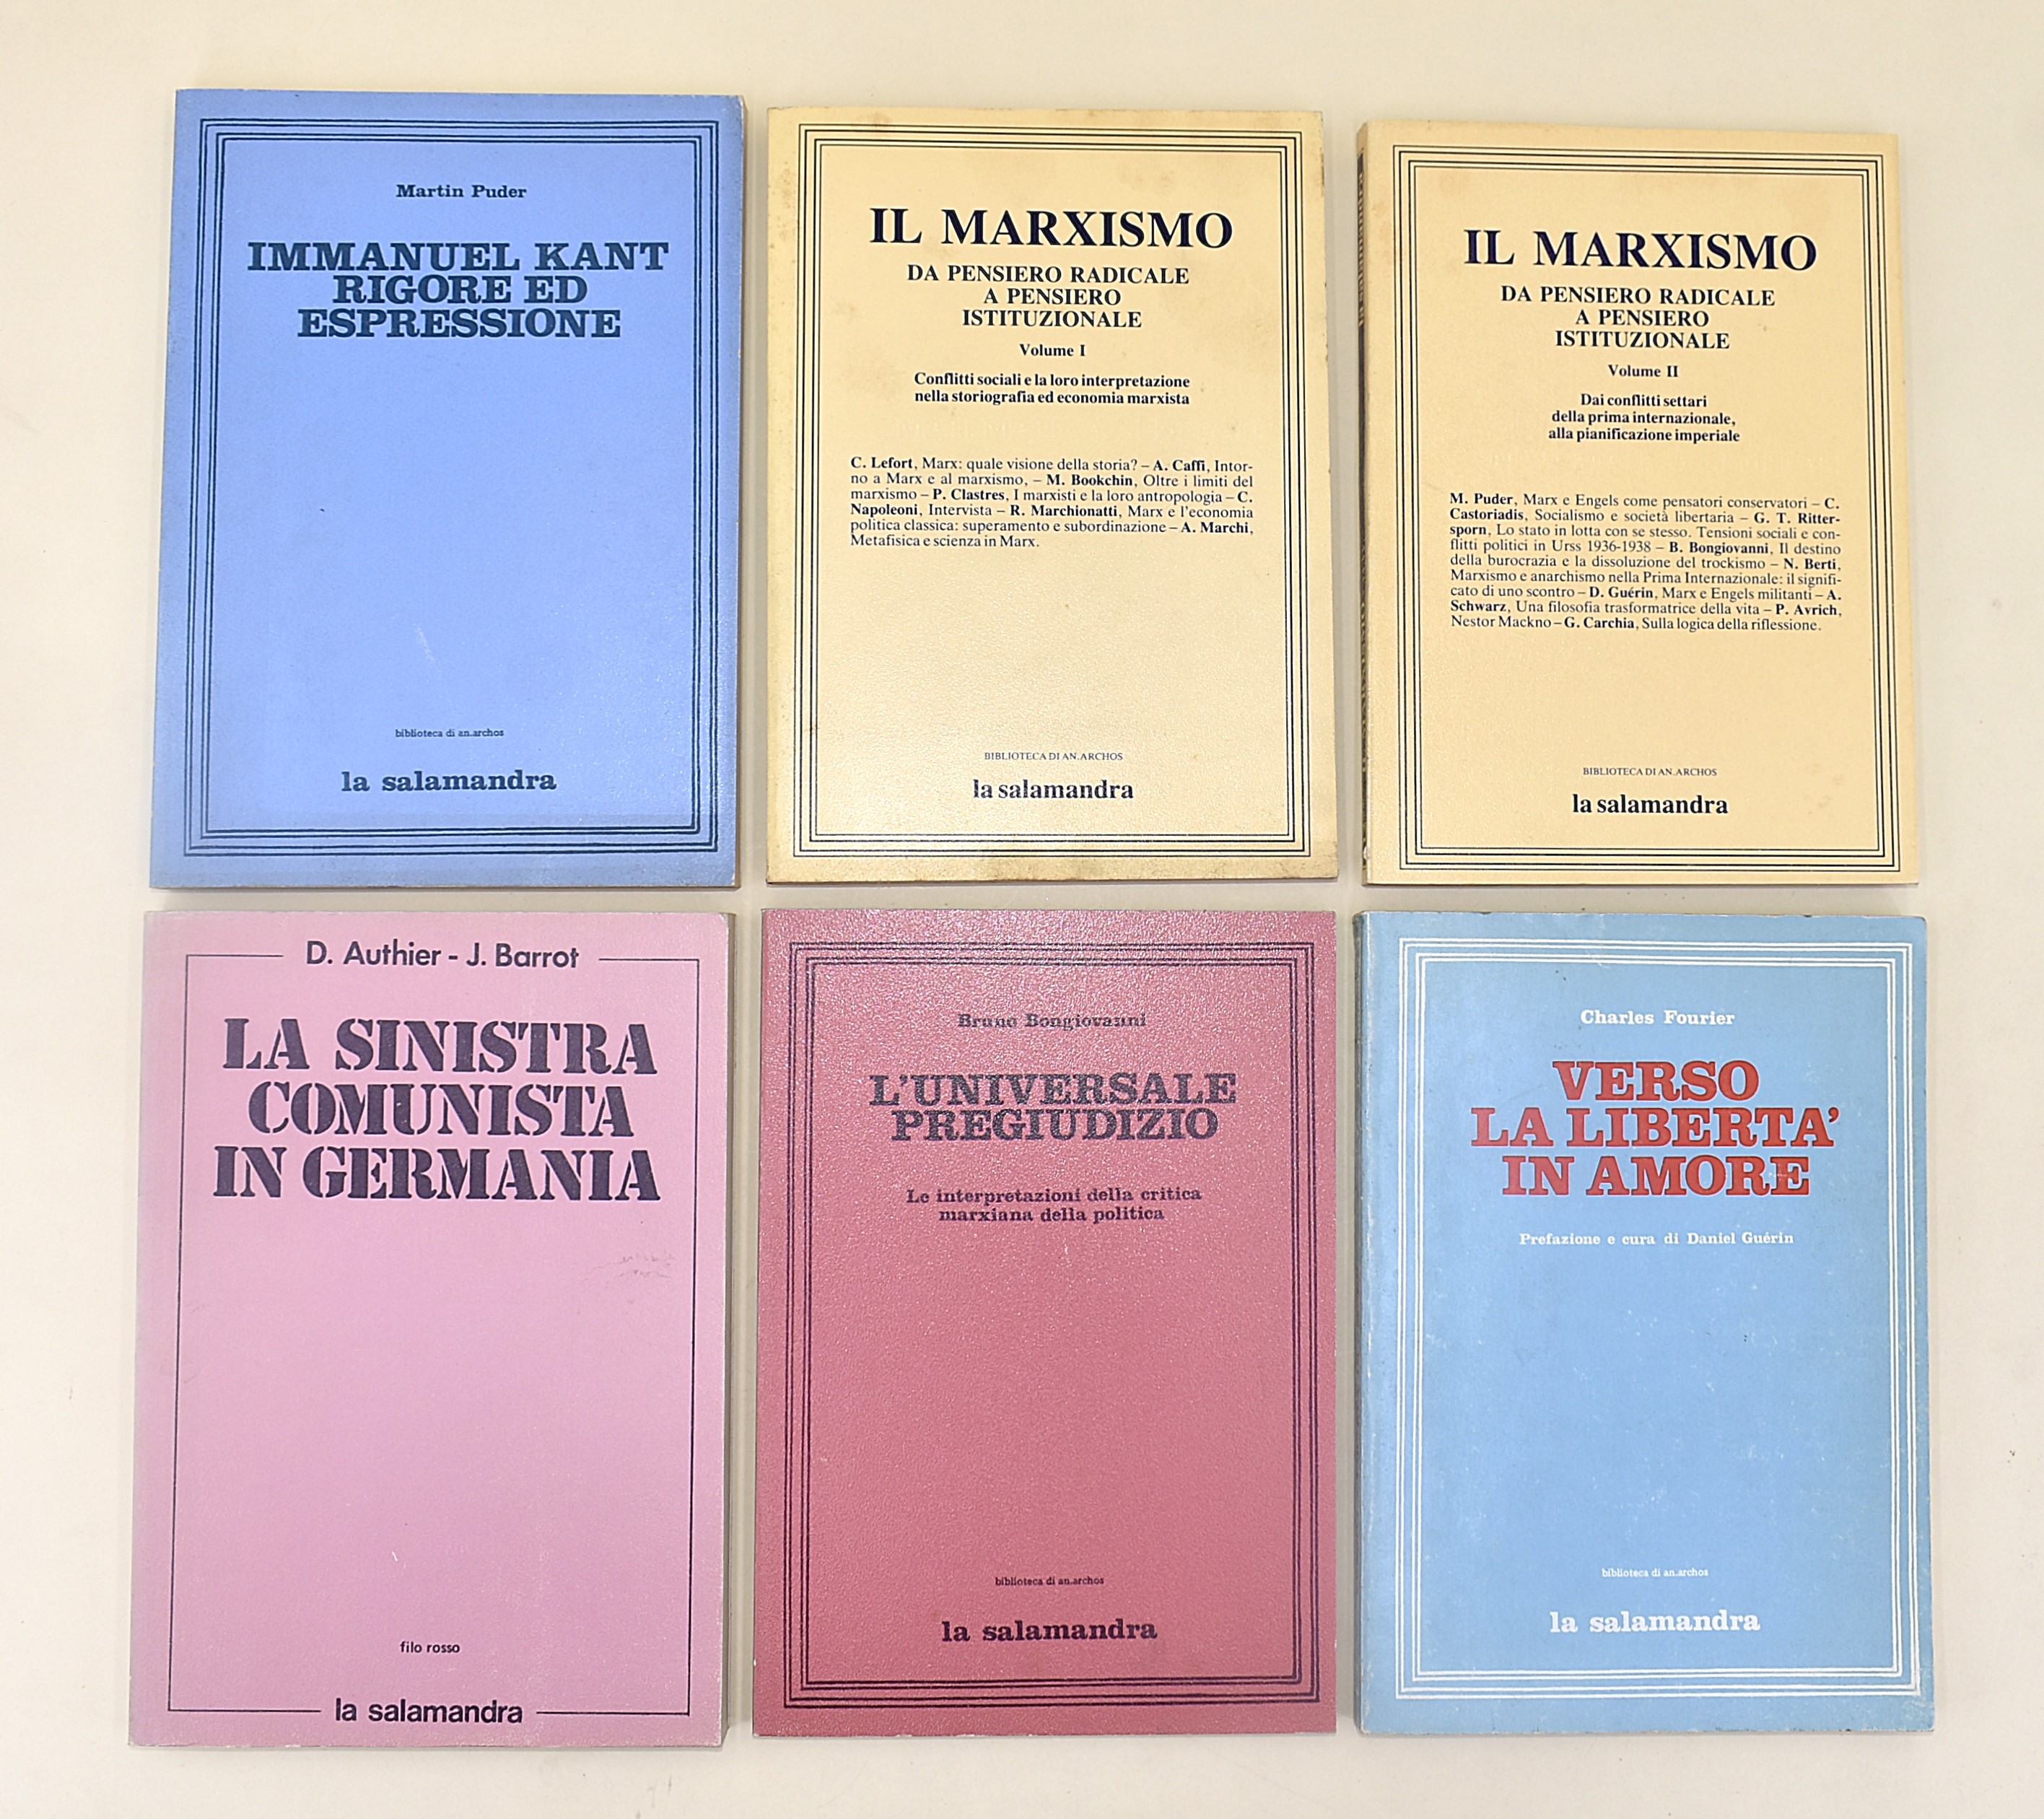 Martin Puder
IMMANUEL KANT
RIGORE ED
ESPRESSIONE
biblioteca di an.archos
la salamandra
IL MARXISMO
DA PENSIERO RADICALE
A PENSIERO
ISTITUZIONALE
Volume I
Conflitti sociali e la loro interpretazione
nella storiografia ed economia marxista
C. Lefort, Marx: quale visione della storia? – A. Caffi, Intor-
no a Marx e al marxismo, – M. Bookchin, Oltre i limiti del
marxismo – P. Clastres, I marxisti e la loro antropologia – C.
Napoleoni, Intervista – R. Marchionatti, Marx e l'economia
politica classica: superamento e subordinazione – A. Marchi,
Metafisica e scienza in Marx.
BIBLIOTECA DI AN.ARCHOS
la salamandra
IL MARXISMO
DA PENSIERO RADICALE
A PENSIERO
ISTITUZIONALE
Volume II
Dai conflitti settari
della prima internazionale,
alla pianificazione imperiale
M. Puder, Marx e Engels come pensatori conservatori – C.
Castoriadis, Socialismo e società libertaria – G. T. Ritter-
sporn, Lo stato in lotta con se stesso. Tensioni sociali e con-
flitti politici in Urss 1936-1938 – B. Bongiovanni, Il destino
della burocrazia e la dissoluzione del trockismo – N. Berti,
Marxismo e anarchismo nella Prima Internazionale: il signifi-
cato di uno scontro – D. Guérin, Marx e Engels militanti – A.
Schwarz, Una filosofia trasformatrice della vita – P. Avrich,
Nestor Mackno – G. Carchia, Sulla logica della riflessione.
BIBLIOTECA DI AN.ARCHOS
la salamandra
D. Authier - J. Barrot
LA SINISTRA
COMUNISTA
IN GERMANIA
filo rosso
la salamandra
Bruno Bongiovanni
L'UNIVERSALE
PREGIUDIZIO
Le interpretazioni della critica
marxiana della politica
biblioteca di an.archos
la salamandra
Charles Fourier
VERSO
LA LIBERTA'
IN AMORE
Prefazione e cura di Daniel Guérin
biblioteca di an.archos
la salamandra